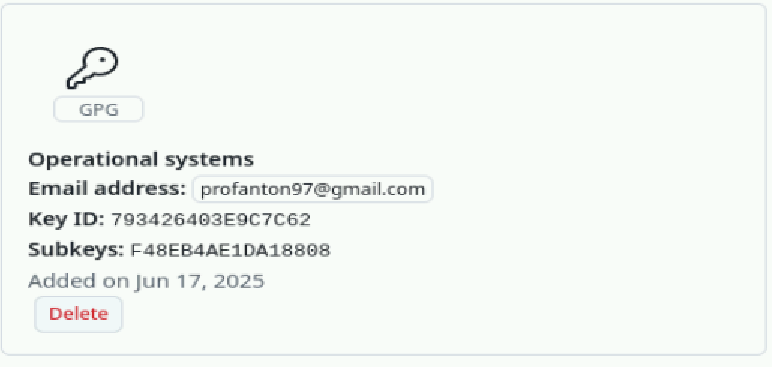 GPG
Operational systems
Email address: profanton97@gmail.com
Key ID: 793426403E9C7C62
Subkeys: F48EB4AE1DA18808
Added on Jun 17, 2025
Delete